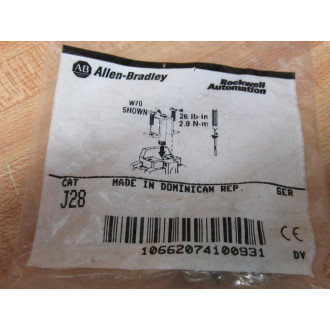 AB Allen-Bradley
Rockwell
Automation
W/O
SHOWN
26 lb-in
2.9 N-m
CAT
MADE IN DOMINICAN REP.
SER
J28
CE
10662074100931
DV